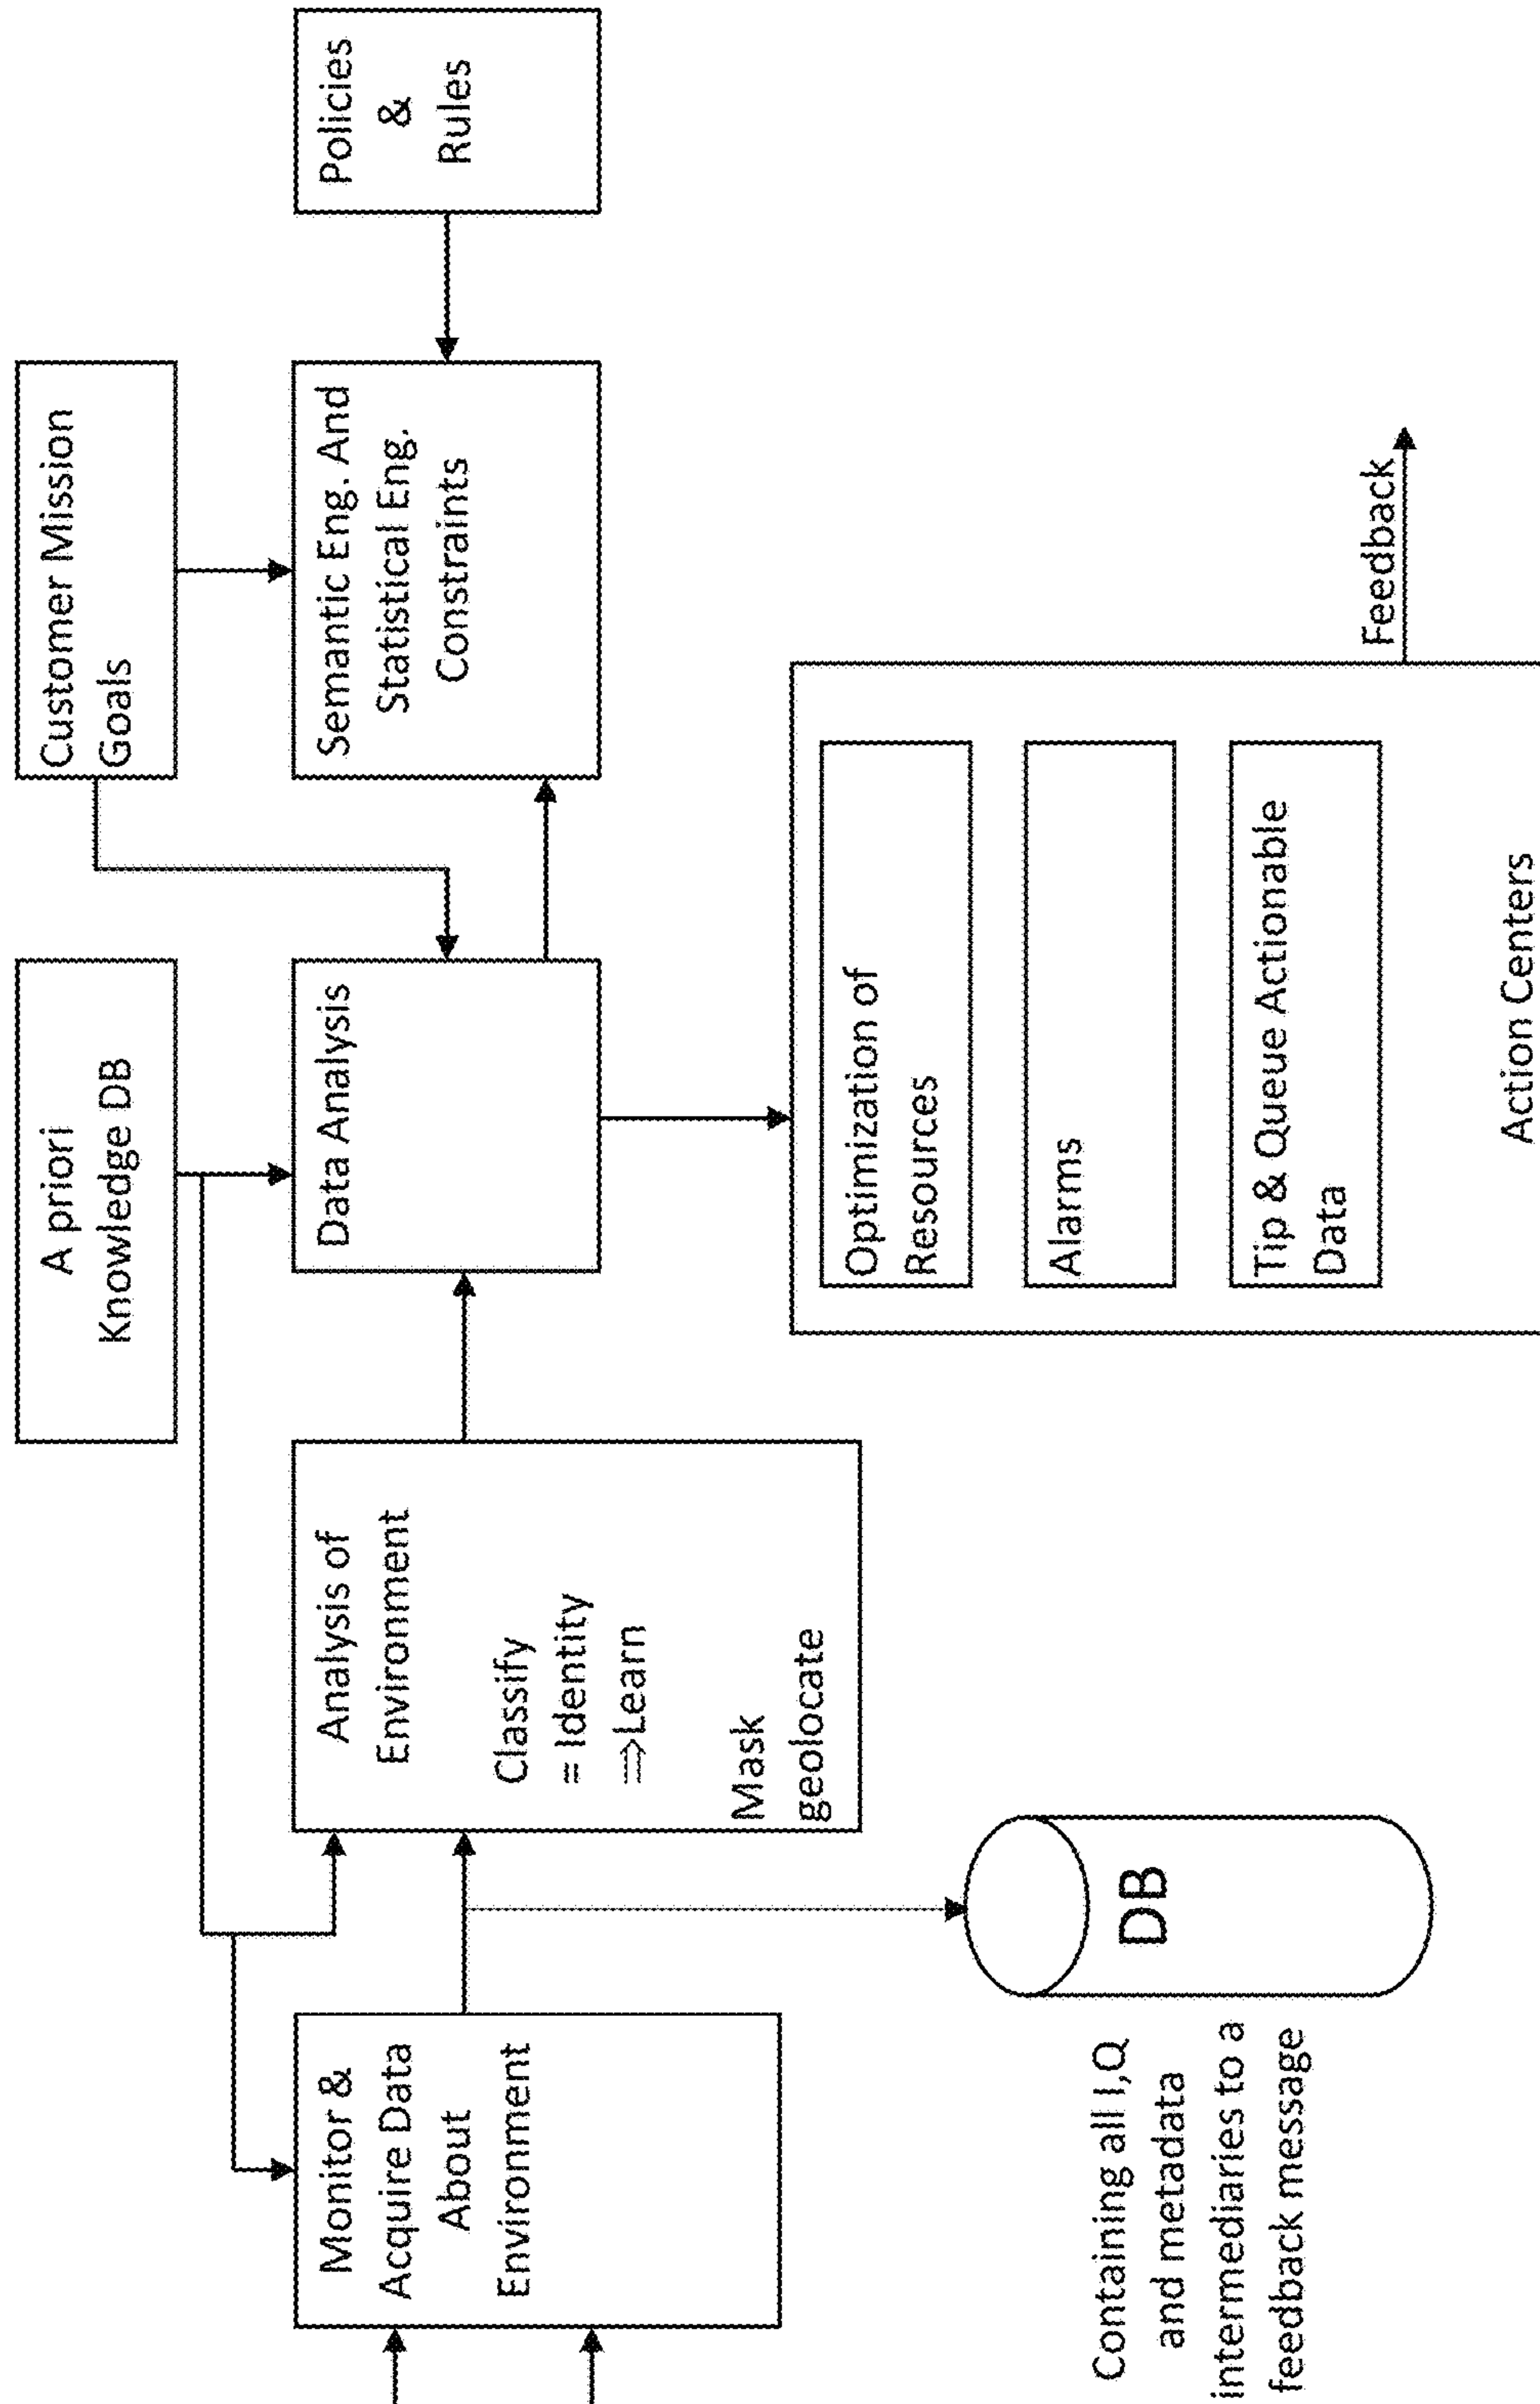 A priori
Knowledge DB
Customer Mission
Goals
Monitor &
Acquire Data
About
Environment
Analysis of
Environment
Classify
= Identity
⇒Learn
Mask
geolocate
Data Analysis
Semantic Eng. And
Statistical Eng.
Constraints
Policies
&
Rules
DB
Containing all I,Q
and metadata
intermediaries to a
feedback message
Optimization of
Resources
Alarms
Tip & Queue Actionable
Data
Action Centers
Feedback